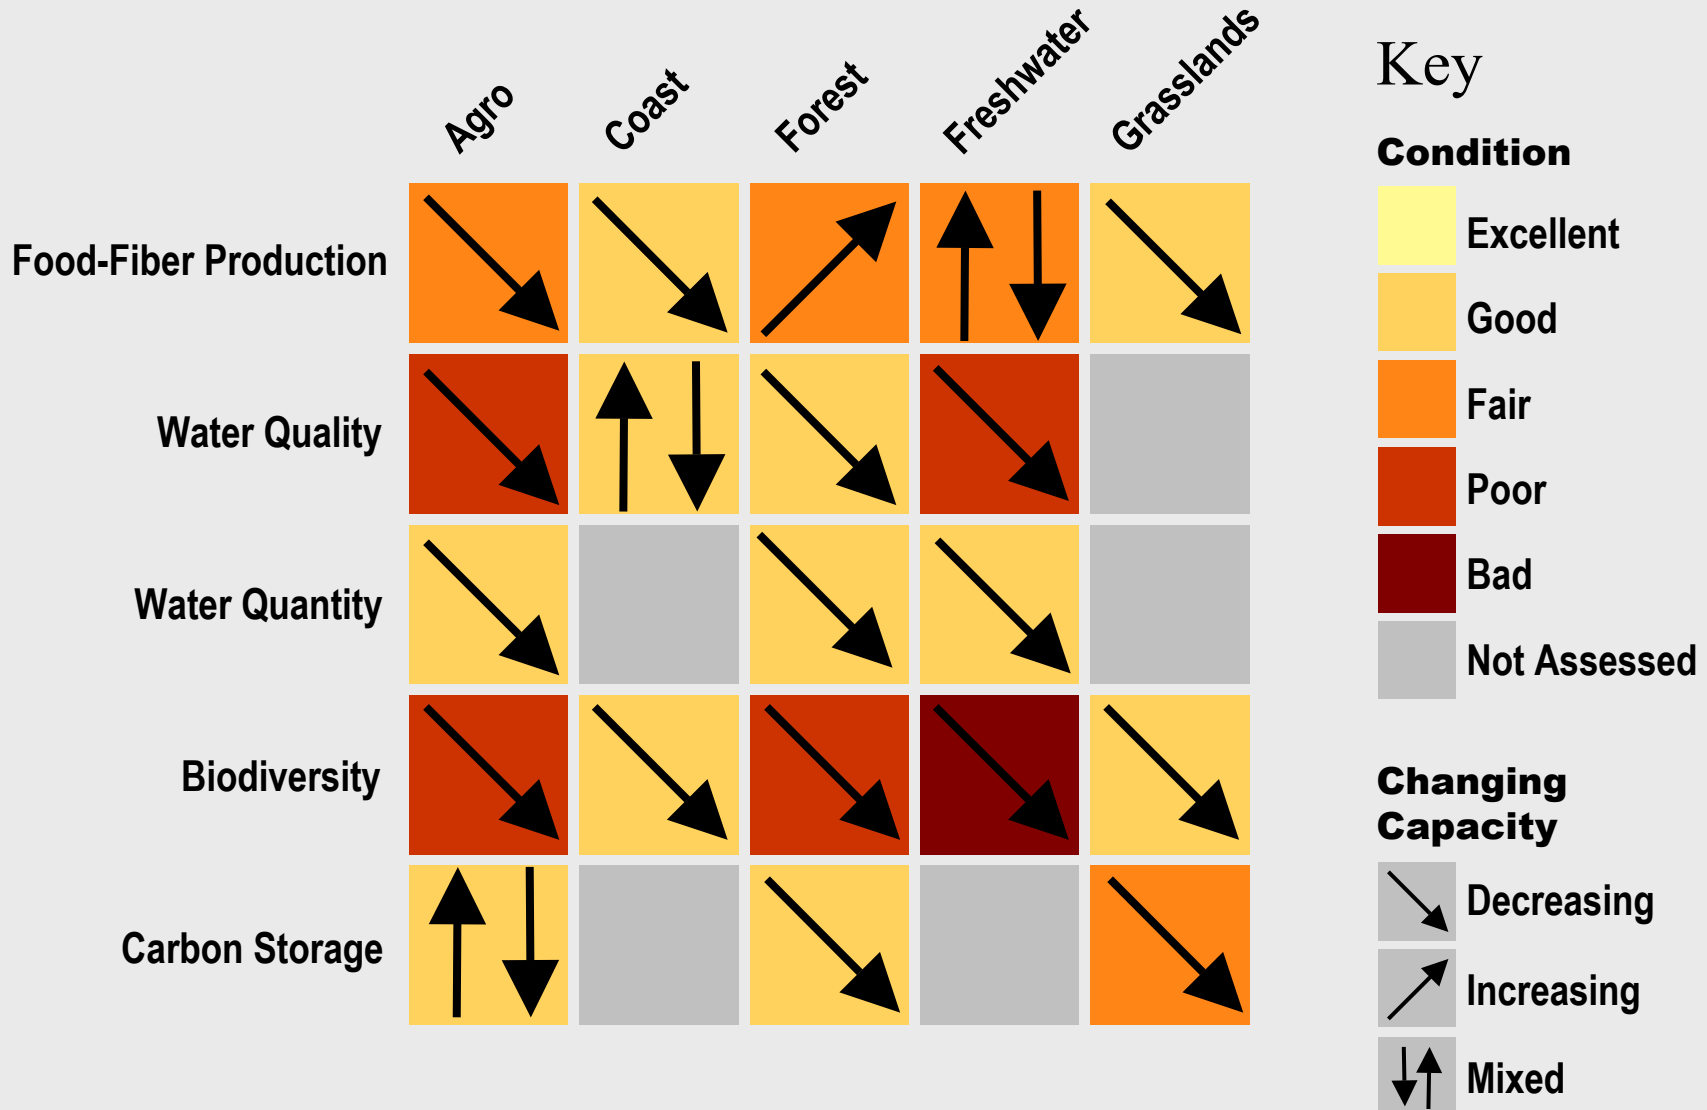 Agro
Coast
Forest
Freshwater
Grasslands
Food-Fiber Production
Water Quality
Water Quantity
Biodiversity
Carbon Storage
Key
Condition
Excellent
Good
Fair
Poor
Bad
Not Assessed
Changing
Capacity
Decreasing
Increasing
Mixed